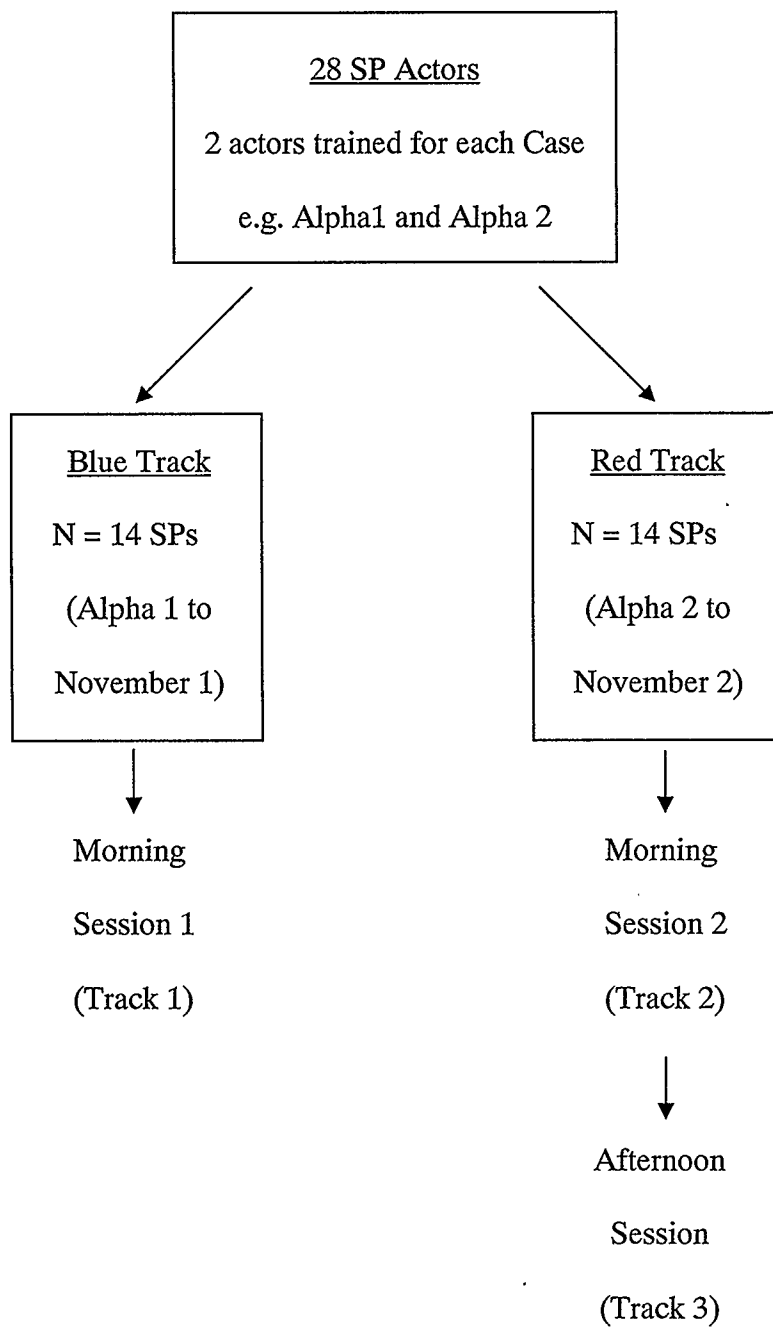 28 SP Actors
2 actors trained for each Case
e.g. Alpha1 and Alpha 2
Blue Track
N = 14 SPs
(Alpha 1 to
November 1)
Red Track
N = 14 SPs
(Alpha 2 to
November 2)
Morning
Session 1
(Track 1)
Morning
Session 2
(Track 2)
Afternoon
Session
(Track 3)